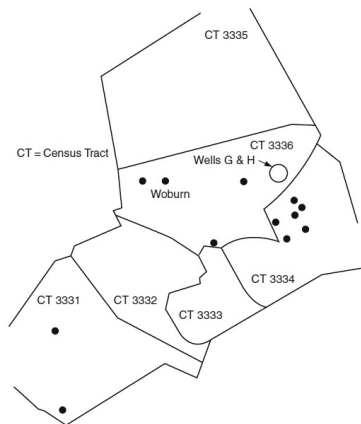 CT 3335
CT 3336
CT = Census Tract
Wells G & H
Woburn
CT 3334
CT 3331
CT 3332
CT 3333